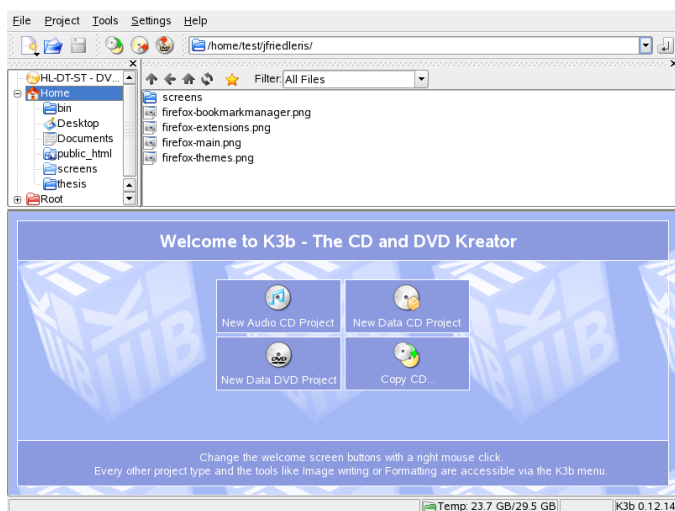 File Project Tools Settings Help
/home/test/jfriedleris/
HL-DT-ST - DV...
Filter: All Files
Home
bin
Desktop
Documents
public_html
screens
thesis
Root
screens
firefox-bookmarkmanager.png
firefox-extensions.png
firefox-main.png
firefox-themes.png
Welcome to K3b - The CD and DVD Kreator
New Audio CD Project
New Data CD Project
New Data DVD Project
Copy CD...
Change the welcome screen buttons with a right mouse click.
Every other project type and the tools like Image writing or Formatting are accessible via the K3b menu.
Temp: 23.7 GB/29.5 GB
K3b 0.12.14